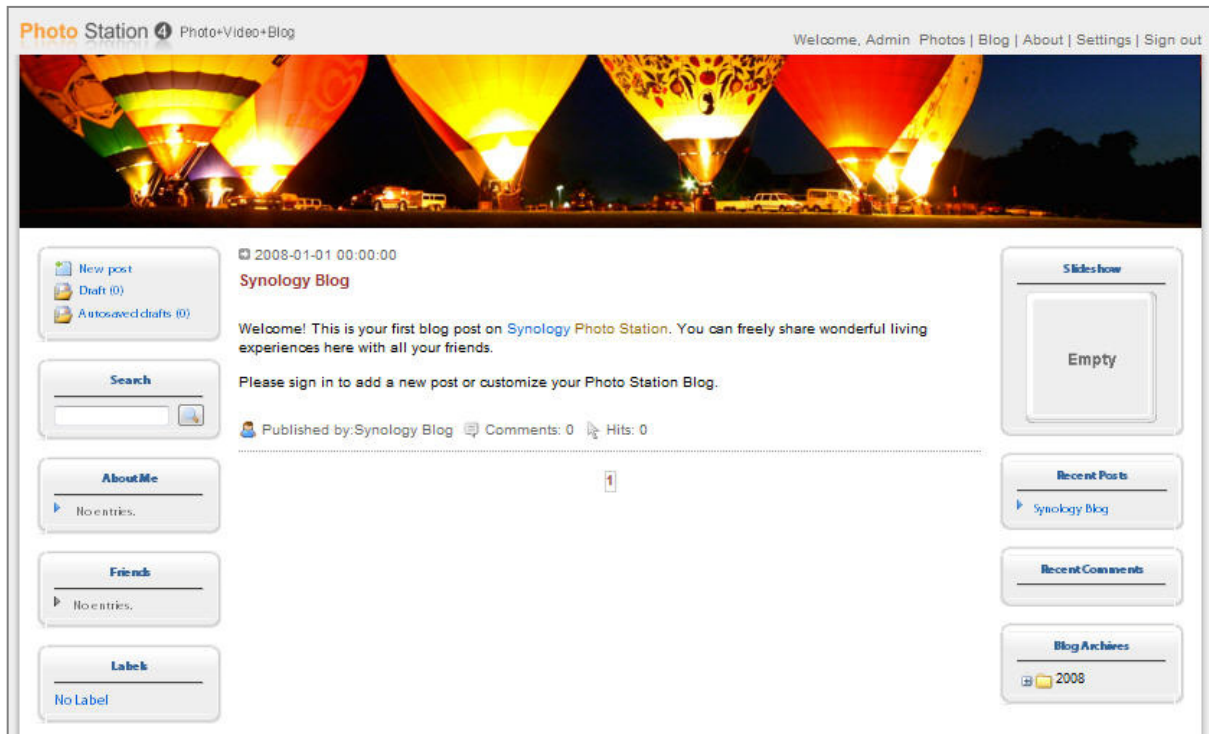 Photo Station 4 Photo+Video+Blog
Welcome, Admin Photos | Blog | About | Settings | Sign out
New post
Draft (0)
Autosaved drafts (0)
Search
About Me
No entries.
Friends
No entries.
Labels
No Label
2008-01-01 00:00:00
Synology Blog
Welcome! This is your first blog post on Synology Photo Station. You can freely share wonderful living
experiences here with all your friends.
Please sign in to add a new post or customize your Photo Station Blog.
Published by:Synology Blog Comments: 0 Hits: 0
1
Slideshow
Empty
Recent Posts
Synology Blog
Recent Comments
Blog Archives
2008